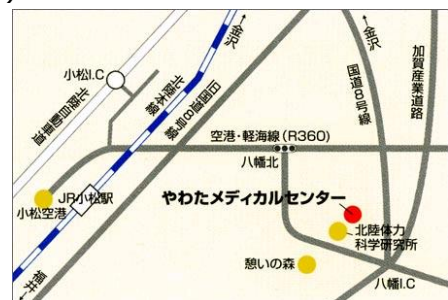 金沢
金沢
小松I.C
北陸自動車道
北陸本線
旧国道8号線
国道8号線
加賀産業道路
空港・軽海線(R360)
八幡北
JR小松駅
小松空港
やわたメディカルセンター
北陸体力
科学研究所
憩いの森
八幡I.C
福井